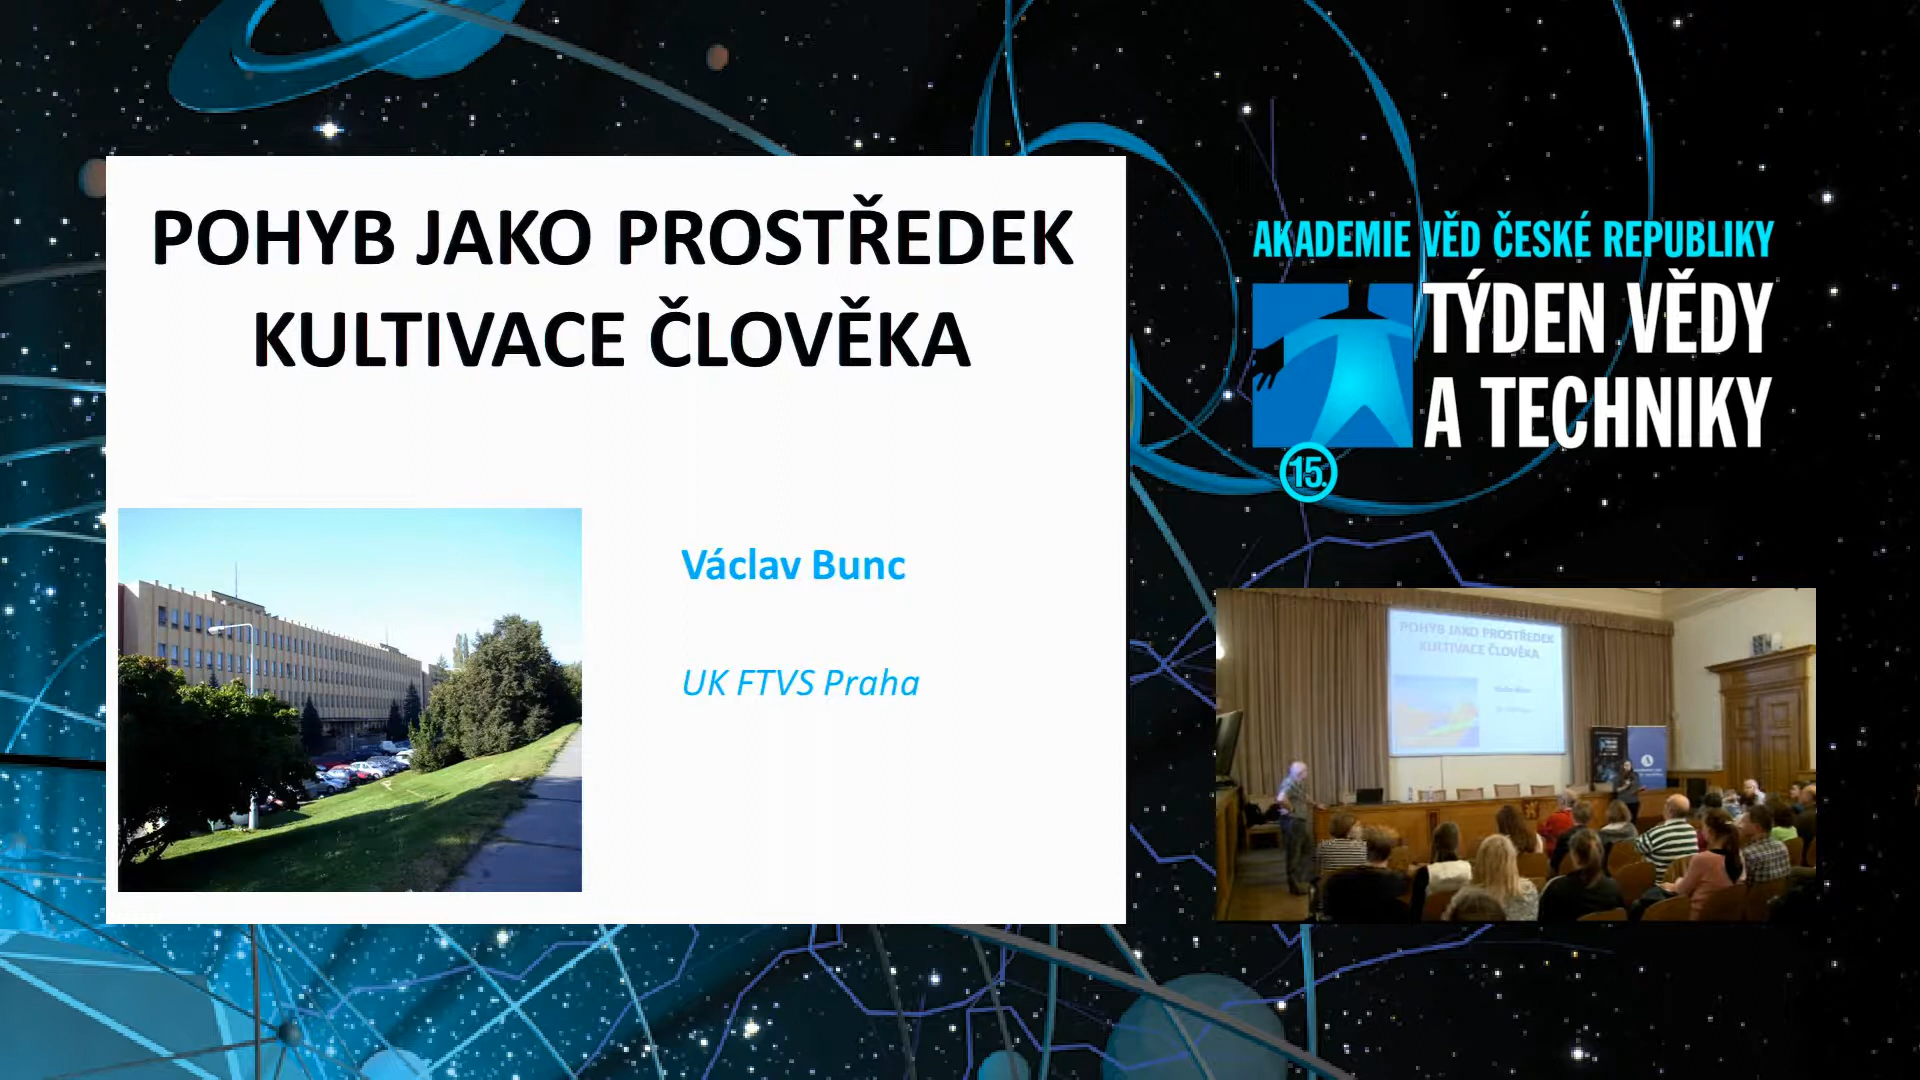 POHYB JAKO PROSTŘEDEK
KULTIVACE ČLOVĚKA
Václav Bunc
UK FTVS Praha
AKADEMIE VĚD ČESKÉ REPUBLIKY
TÝDEN VĚDY
A TECHNIKY
15.
POHYB JAKO PROSTŘEDEK
KULTIVACE ČLOVĚKA